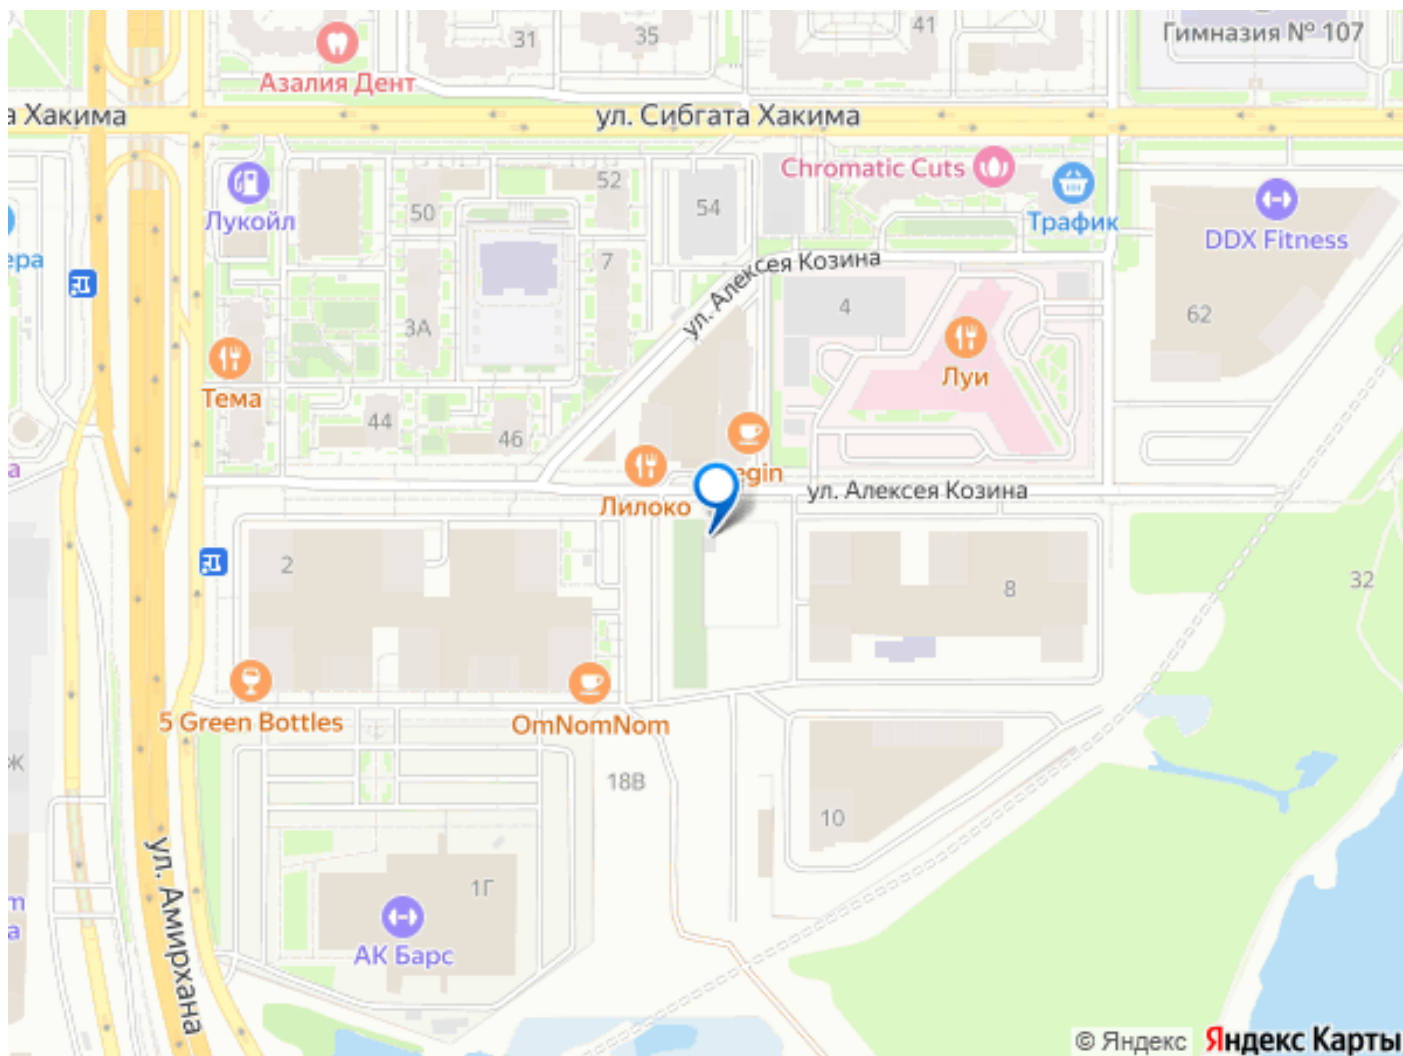 Гимназия № 107
41
35
31
Азалия Дент
а Хакима
ул. Сибгата Хакима
Chromatic Cuts
52
54
50
Лукойл
Трафик
DDX Fitness
ера
7
ул. Алексея Козина
4
62
3А
Луи
Тема
44
46
а
egin
ул. Алексея Козина
Лилоко
2
8
32
5 Green Bottles
OmNomNom
Ж
18В
10
ул. Амирхана
1Г
m
а
АК Барс
© Яндекс Яндекс Карты